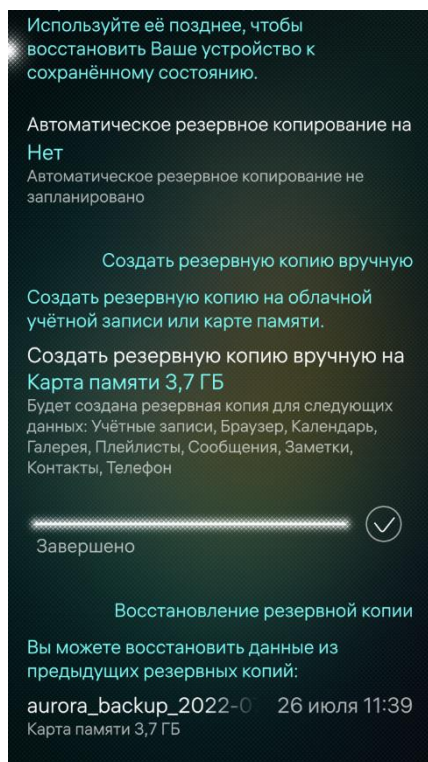 Используйте её позднее, чтобы
восстановить Ваше устройство к
сохранённому состоянию.
Автоматическое резервное копирование на
Нет
Автоматическое резервное копирование не
запланировано
Создать резервную копию вручную
Создать резервную копию на облачной
учётной записи или карте памяти.
Создать резервную копию вручную на
Карта памяти 3,7 ГБ
Будет создана резервная копия для следующих
данных: Учётные записи, Браузер, Календарь,
Галерея, Плейлисты, Сообщения, Заметки,
Контакты, Телефон
Завершено
Восстановление резервной копии
Вы можете восстановить данные из
предыдущих резервных копий:
aurora_backup_2022-0 26 июля 11:39
Карта памяти 3,7 ГБ